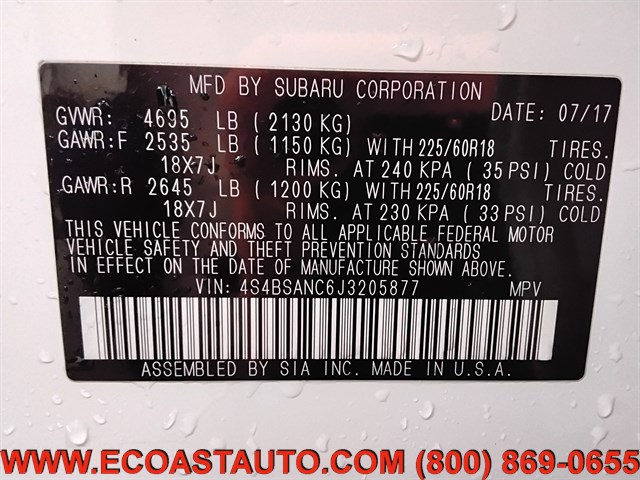 MFD BY SUBARU CORPORATION
GVWR: 4695 LB ( 2130 KG) DATE: 07/17
GAWR:F 2535 LB ( 1150 KG) WITH 225/60R18 TIRES.
18X7J RIMS. AT 240 KPA ( 35 PSI) COLD
GAWR:R 2645 LB ( 1200 KG) WITH 225/60R18 TIRES.
18X7J RIMS. AT 230 KPA ( 33 PSI) COLD
THIS VEHICLE CONFORMS TO ALL APPLICABLE FEDERAL MOTOR
VEHICLE SAFETY AND THEFT PREVENTION STANDARDS
IN EFFECT ON THE DATE OF MANUFACTURE SHOWN ABOVE.
VIN: 4S4BSANC6J3205877 MPV
ASSEMBLED BY SIA INC. MADE IN U.S.A.
WWW.ECOASTAUTO.COM (800) 869-0655